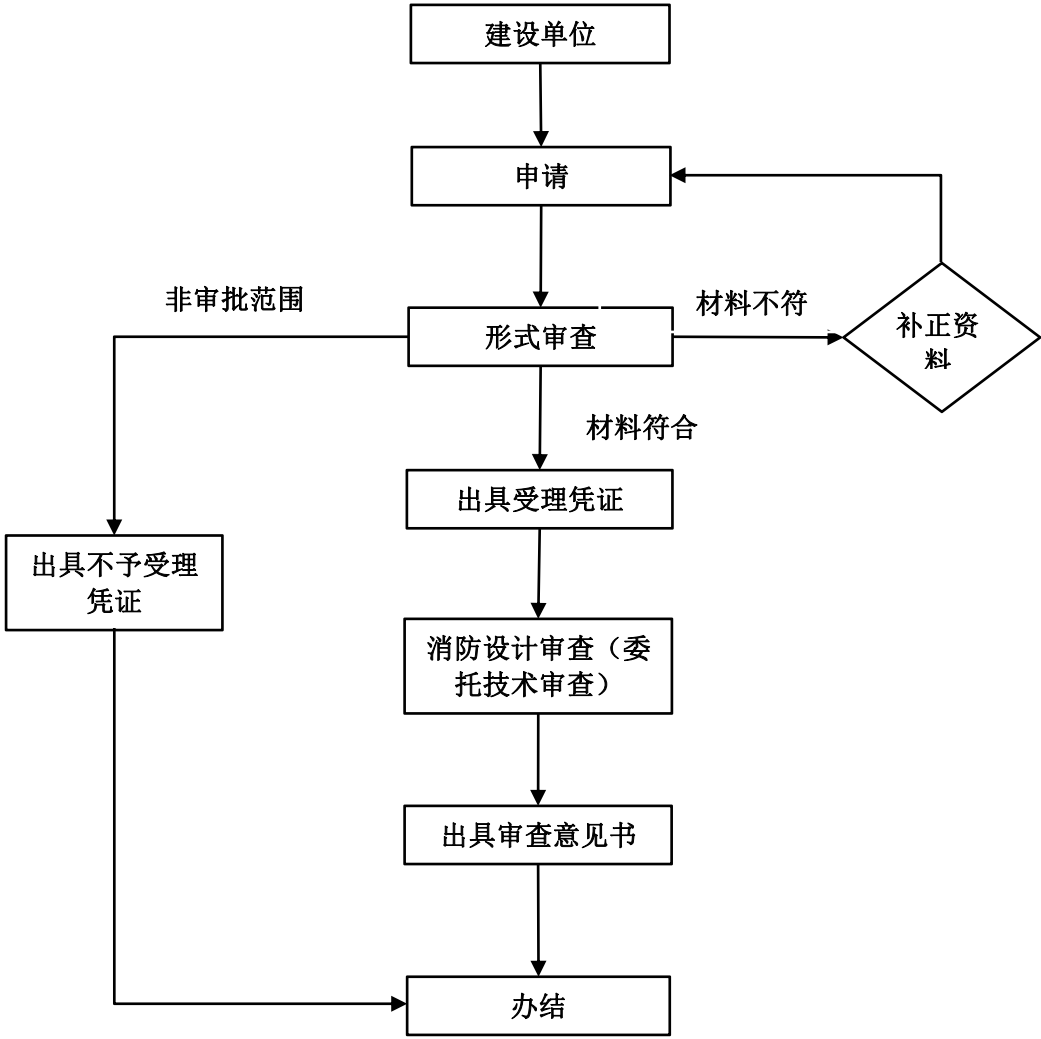 建设单位
申请
非审批范围
材料不符
形式审查
补正资
料
材料符合
出具受理凭证
出具不予受理
凭证
消防设计审查（委
托技术审查）
出具审查意见书
办结